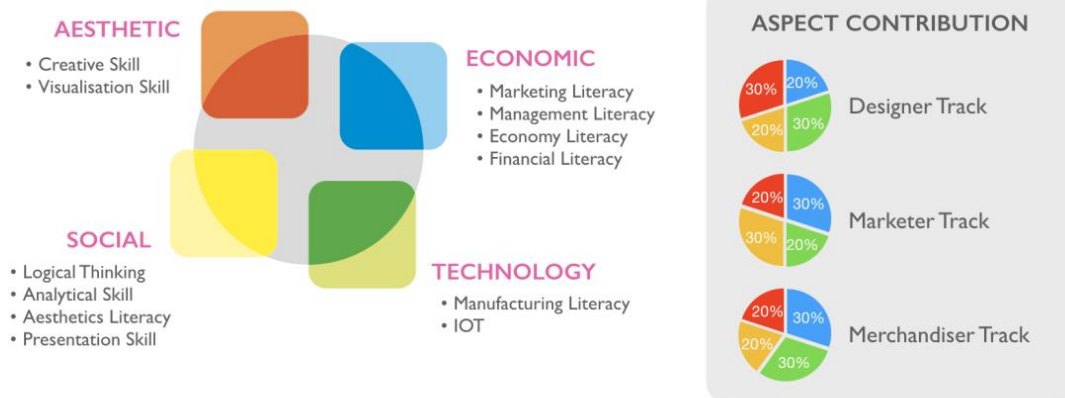 AESTHETIC
• Creative Skill
• Visualisation Skill
ECONOMIC
• Marketing Literacy
• Management Literacy
• Economy Literacy
• Financial Literacy
SOCIAL
• Logical Thinking
• Analytical Skill
• Aesthetics Literacy
• Presentation Skill
TECHNOLOGY
• Manufacturing Literacy
• IOT
ASPECT CONTRIBUTION
30% 20%
20% 30%
Designer Track
20% 30%
30% 20%
Marketer Track
20% 30%
20% 30%
Merchandiser Track